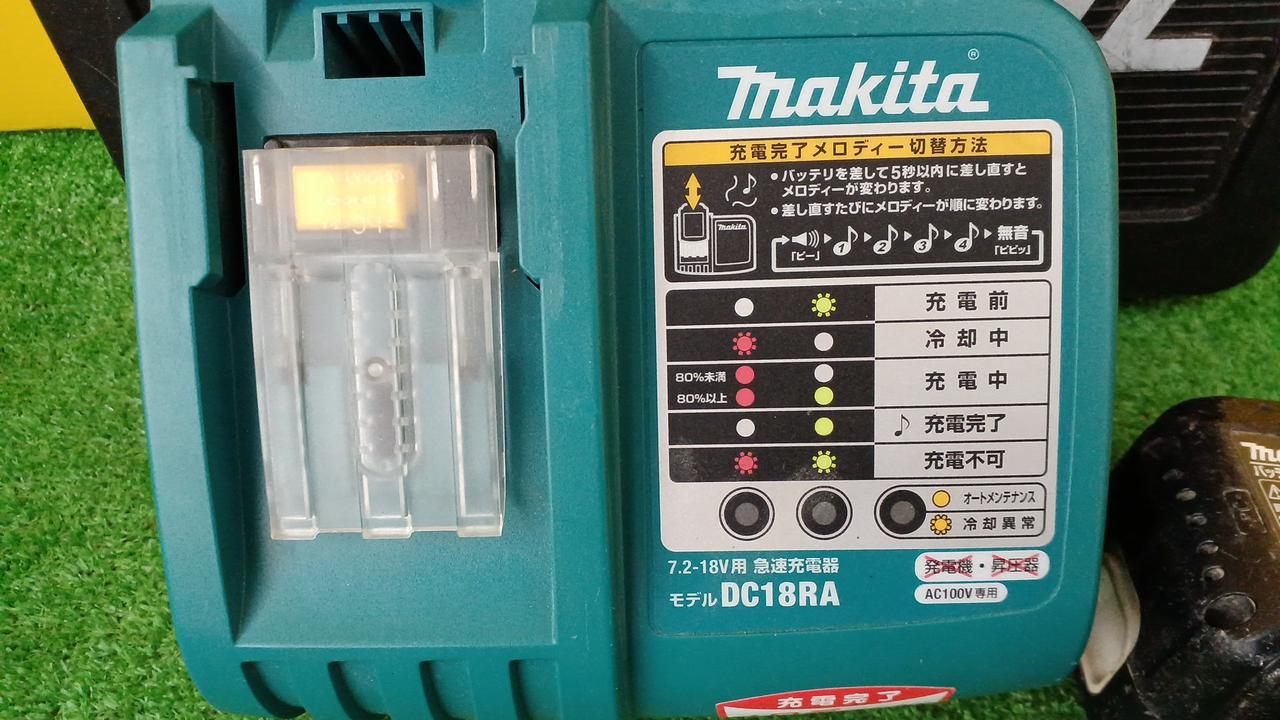 makita®
充電完了メロディー切替方法
●バッテリを差して5秒以内に差し直すと
メロディーが変わります。
●差し直すたびにメロディーが順に変わります。
makita
1 2 3 4 無音
「ピー」 「ピピッ」
充電前
冷却中
80%未満
80%以上
充電中
♪ 充電完了
充電不可
オートメンテナンス
冷却異常
7.2-18V用 急速充電器
発電機・昇圧器
モデル DC18RA
AC100V専用
充電完了